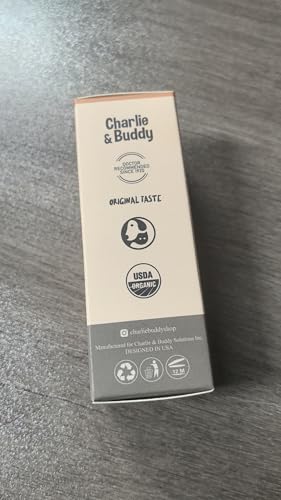 Charlie
& Buddy
DOCTOR
RECOMMENDED
SINCE
ORIGINAL TASTE
USDA
ORGANIC
charliebuddyshop
Manufactured for Charlie & Buddy Solutions Inc.
DESIGNED IN USA
12 M